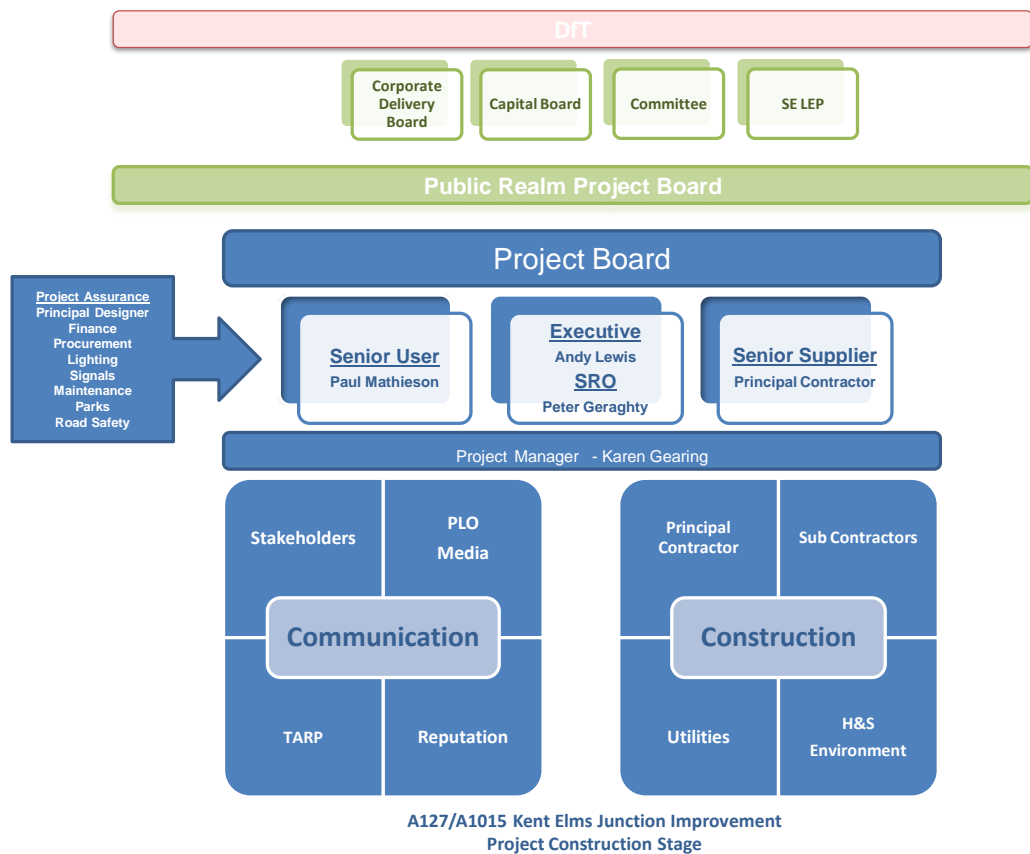 DfT
Corporate
Delivery
Board
Capital Board
Committee
SE LEP
Public Realm Project Board
Project Board
Project Assurance
Principal Designer
Finance
Procurement
Lighting
Signals
Maintenance
Parks
Road Safety
Senior User
Paul Mathieson
Executive
Andy Lewis
SRO
Peter Geraghty
Senior Supplier
Principal Contractor
Project Manager - Karen Gearing
Stakeholders
PLO
Media
Communication
TARP
Reputation
Principal
Contractor
Sub Contractors
Construction
Utilities
H&S
Environment
A127/A1015 Kent Elms Junction Improvement
Project Construction Stage